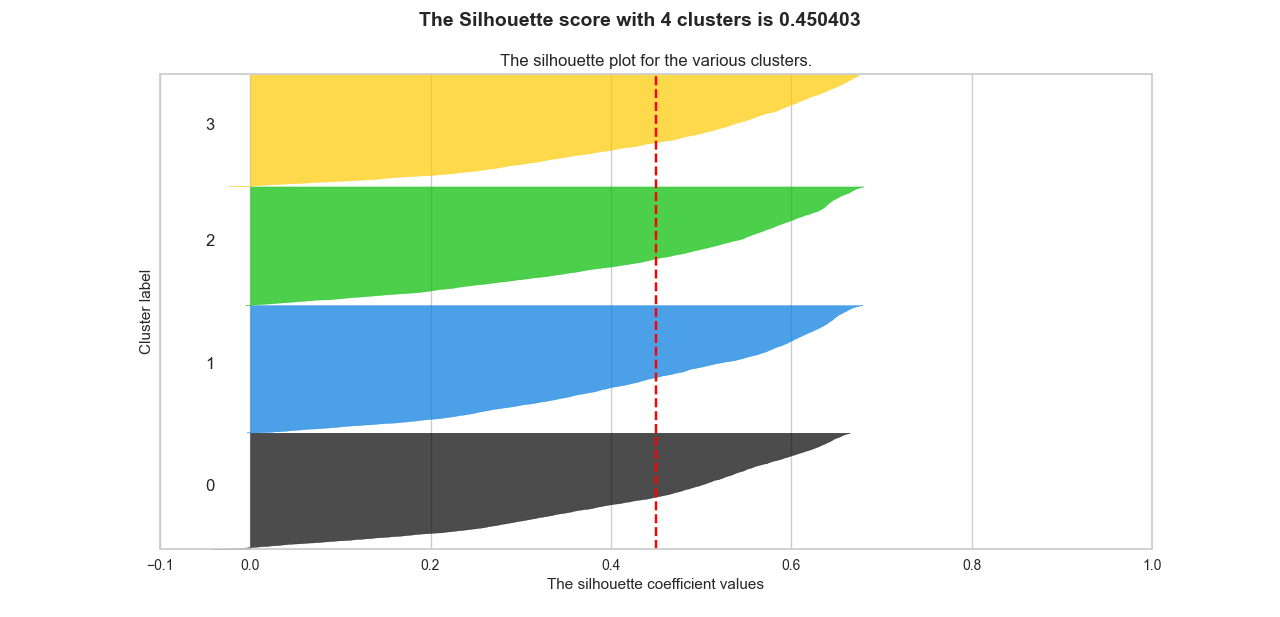 The Silhouette score with 4 clusters is 0.450403
The silhouette plot for the various clusters.
3
2
1
0
Cluster label
−0.1 0.0 0.2 0.4 0.6 0.8 1.0
The silhouette coefficient values